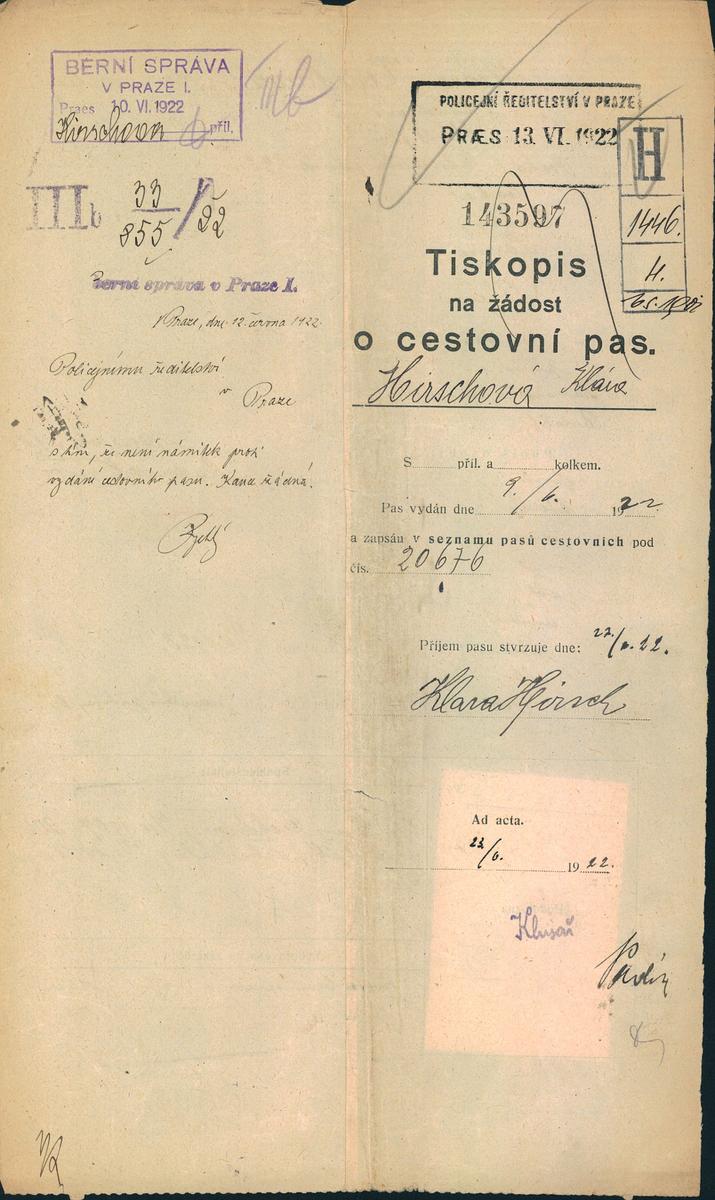 BERNÍ SPRÁVA
V PRAZE I.
Praes 10. VI. 1922
Hirschova příl.
IIIb
III b 33/855/22
Berní správa v Praze I.
V Praze, dne 12. června 1922
Policejnímu ředitelství
v
Praze
s tím, že není námitek proti
vydání cestovního pasu.
POLICEJNÍ ŘEDITELSTVÍ V PRAZE
PRÆS 13. VI. 1922
H
1446.
4.
143597
Tiskopis
na žádost
o cestovní pas.
Hirschová Klára
S příl. a kolkem.
Pas vydán dne 9./6. 1922
a zapsán v seznamu pasů cestovních pod
čís. 20676
Příjem pasu stvrzuje dne: 22/6. 22.
Klara Hirsch
Ad acta.
22/6. 1922.